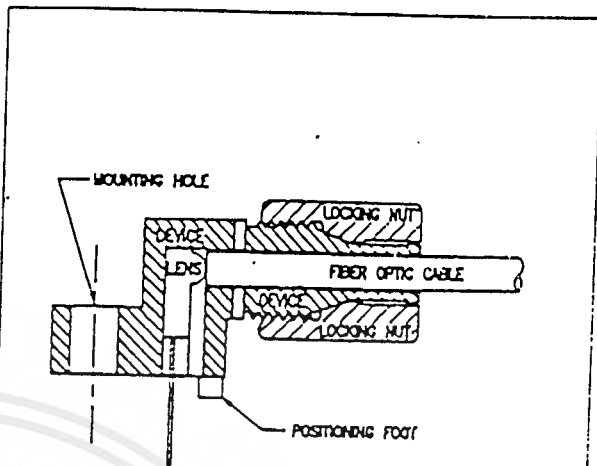 MOUNTING HOLE
LOCKING NUT
DEVICE
LENS
FIBER OPTIC CABLE
DEVICE
LOCKING NUT
POSITIONING FOOT